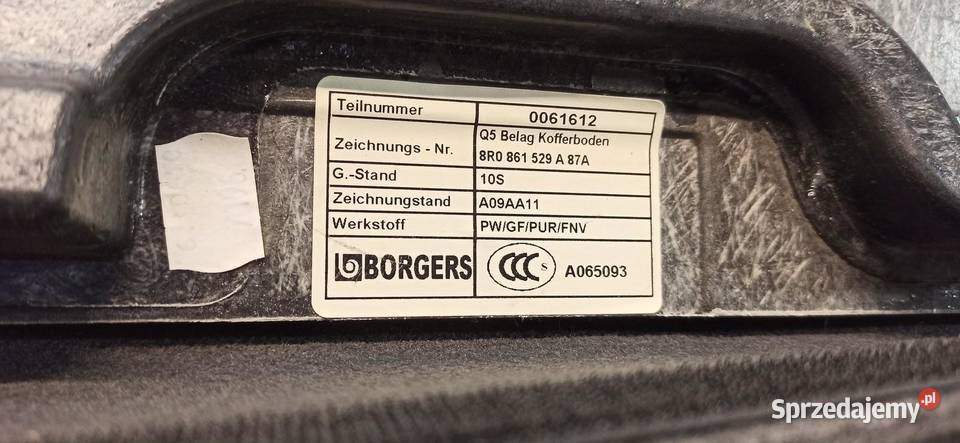 Teilnummer 0061612
Zeichnungs - Nr. Q5 Belag Kofferboden
8R0 861 529 A 87A
G.-Stand 10S
Zeichnungstand A09AA11
Werkstoff PW/GF/PUR/FNV
BORGERS CCC S A065093
Sprzedajemy.pl